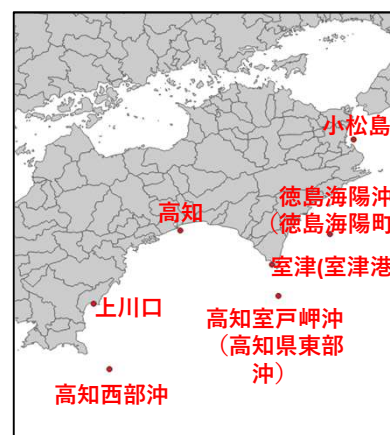 小松島
徳島海陽沖
（徳島海陽町
高知
室津(室津港
上川口
高知室戸岬沖
（高知県東部
沖）
高知西部沖